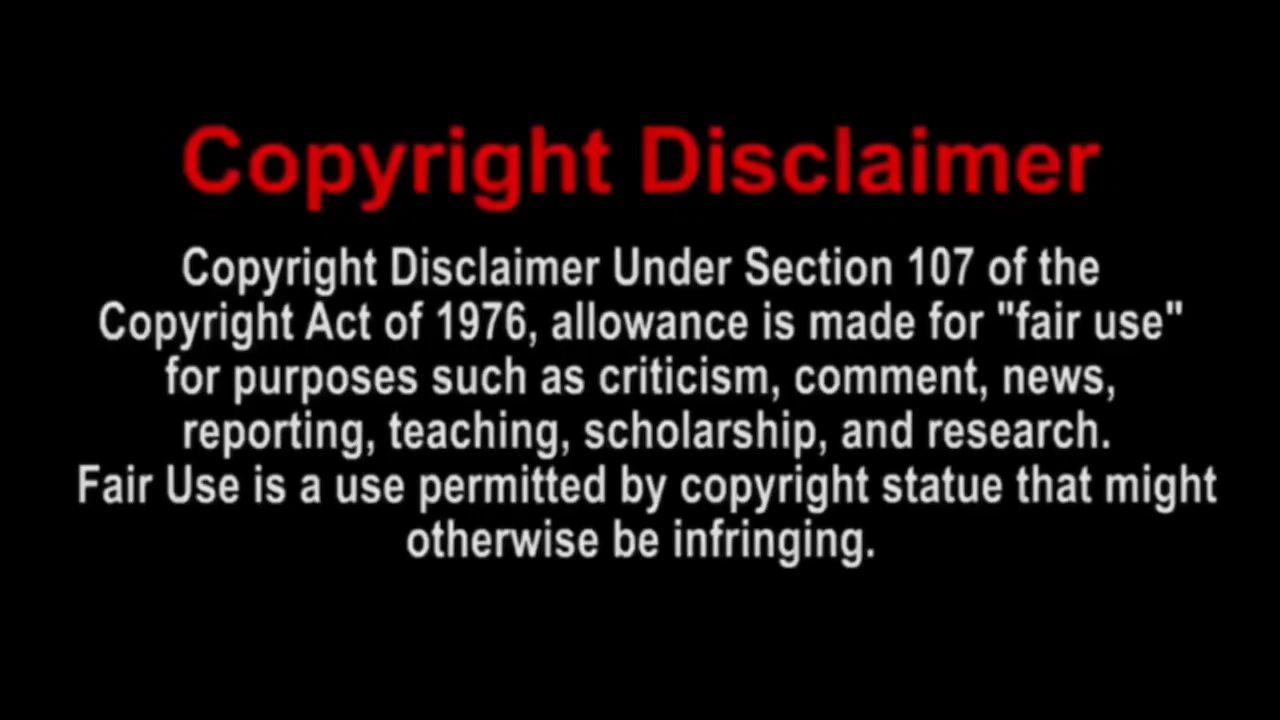 Copyright Disclaimer
Copyright Disclaimer Under Section 107 of the
Copyright Act of 1976, allowance is made for "fair use"
for purposes such as criticism, comment, news,
reporting, teaching, scholarship, and research.
Fair Use is a use permitted by copyright statue that might
otherwise be infringing.